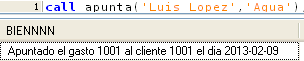 1 call apunta('Luis Lopez','Agua')
BIENNNN
Apuntado el gasto 1001 al cliente 1001 el dia 2013-02-09